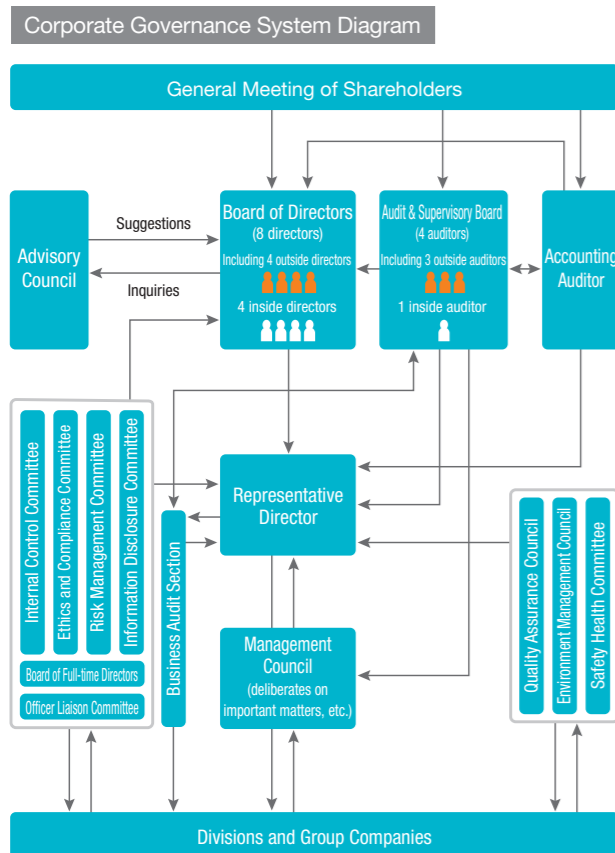 Corporate Governance System Diagram
General Meeting of Shareholders
Advisory
Council
Suggestions
Inquiries
Board of Directors
(8 directors)
Including 4 outside directors
4 inside directors
Audit & Supervisory Board
(4 auditors)
Including 3 outside auditors
1 inside auditor
Accounting
Auditor
Internal Control Committee
Ethics and Compliance Committee
Risk Management Committee
Information Disclosure Committee
Board of Full-time Directors
Officer Liaison Committee
Business Audit Section
Representative
Director
Management
Council
(deliberates on
important matters, etc.)
Quality Assurance Council
Environment Management Council
Safety Health Committee
Divisions and Group Companies